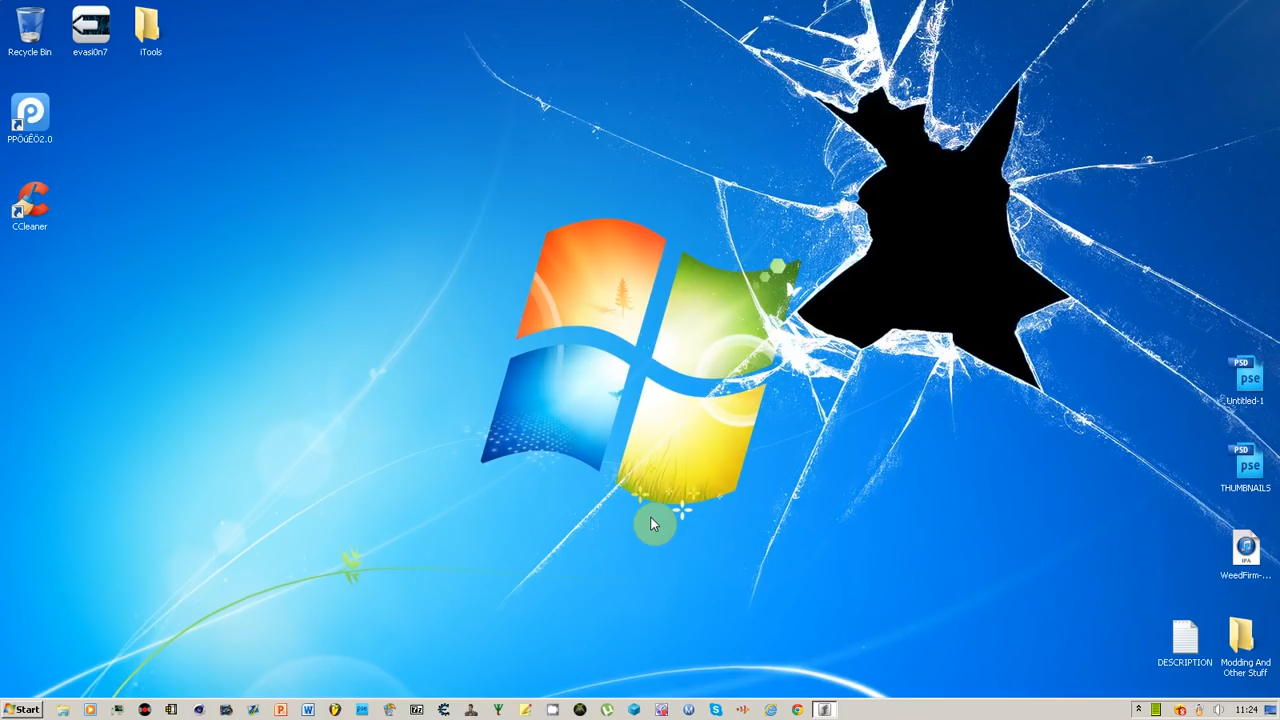 Recycle Bin
evasi0n7
iTools
PPÖúÊÖ2.0
CCleaner
PSD
pse
Untitled-1
PSD
pse
THUMBNAILS
IPA
WeedFirm-...
DESCRIPTION
Modding And
Other Stuff
Start
11:24